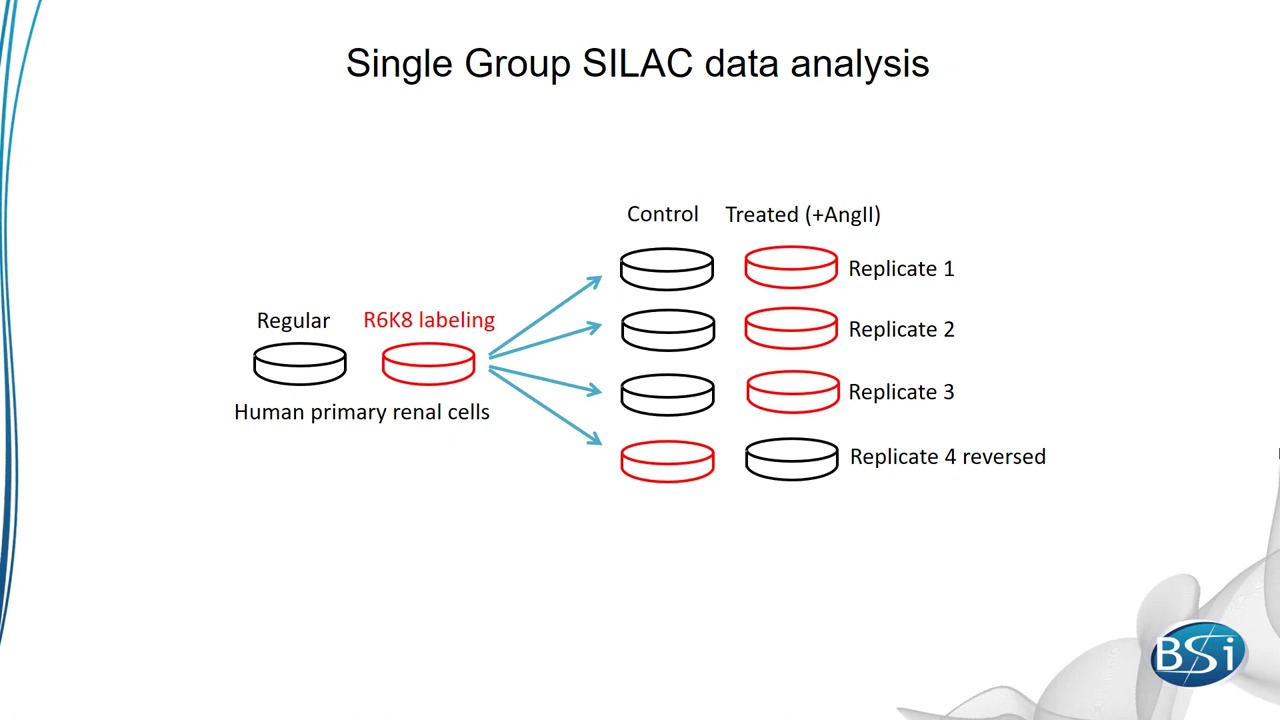 Single Group SILAC data analysis
Control Treated (+AngII)
Replicate 1
Regular R6K8 labeling
Replicate 2
Replicate 3
Human primary renal cells
Replicate 4 reversed
BSi